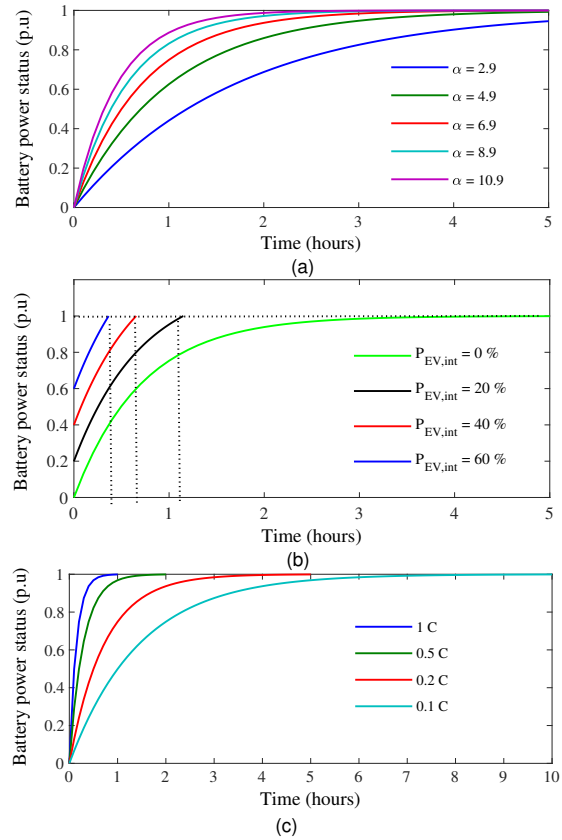 Battery power status (p.u)
1
0.8
0.6
0.4
0.2
0
α = 2.9
α = 4.9
α = 6.9
α = 8.9
α = 10.9
0 1 2 3 4 5
Time (hours)
(a)
Battery power status (p.u)
1
0.8
0.6
0.4
0.2
0
P_EV,int = 0 %
P_EV,int = 20 %
P_EV,int = 40 %
P_EV,int = 60 %
0 1 2 3 4 5
Time (hours)
(b)
Battery power status (p.u)
1
0.8
0.6
0.4
0.2
0
1 C
0.5 C
0.2 C
0.1 C
0 1 2 3 4 5 6 7 8 9 10
Time (hours)
(c)